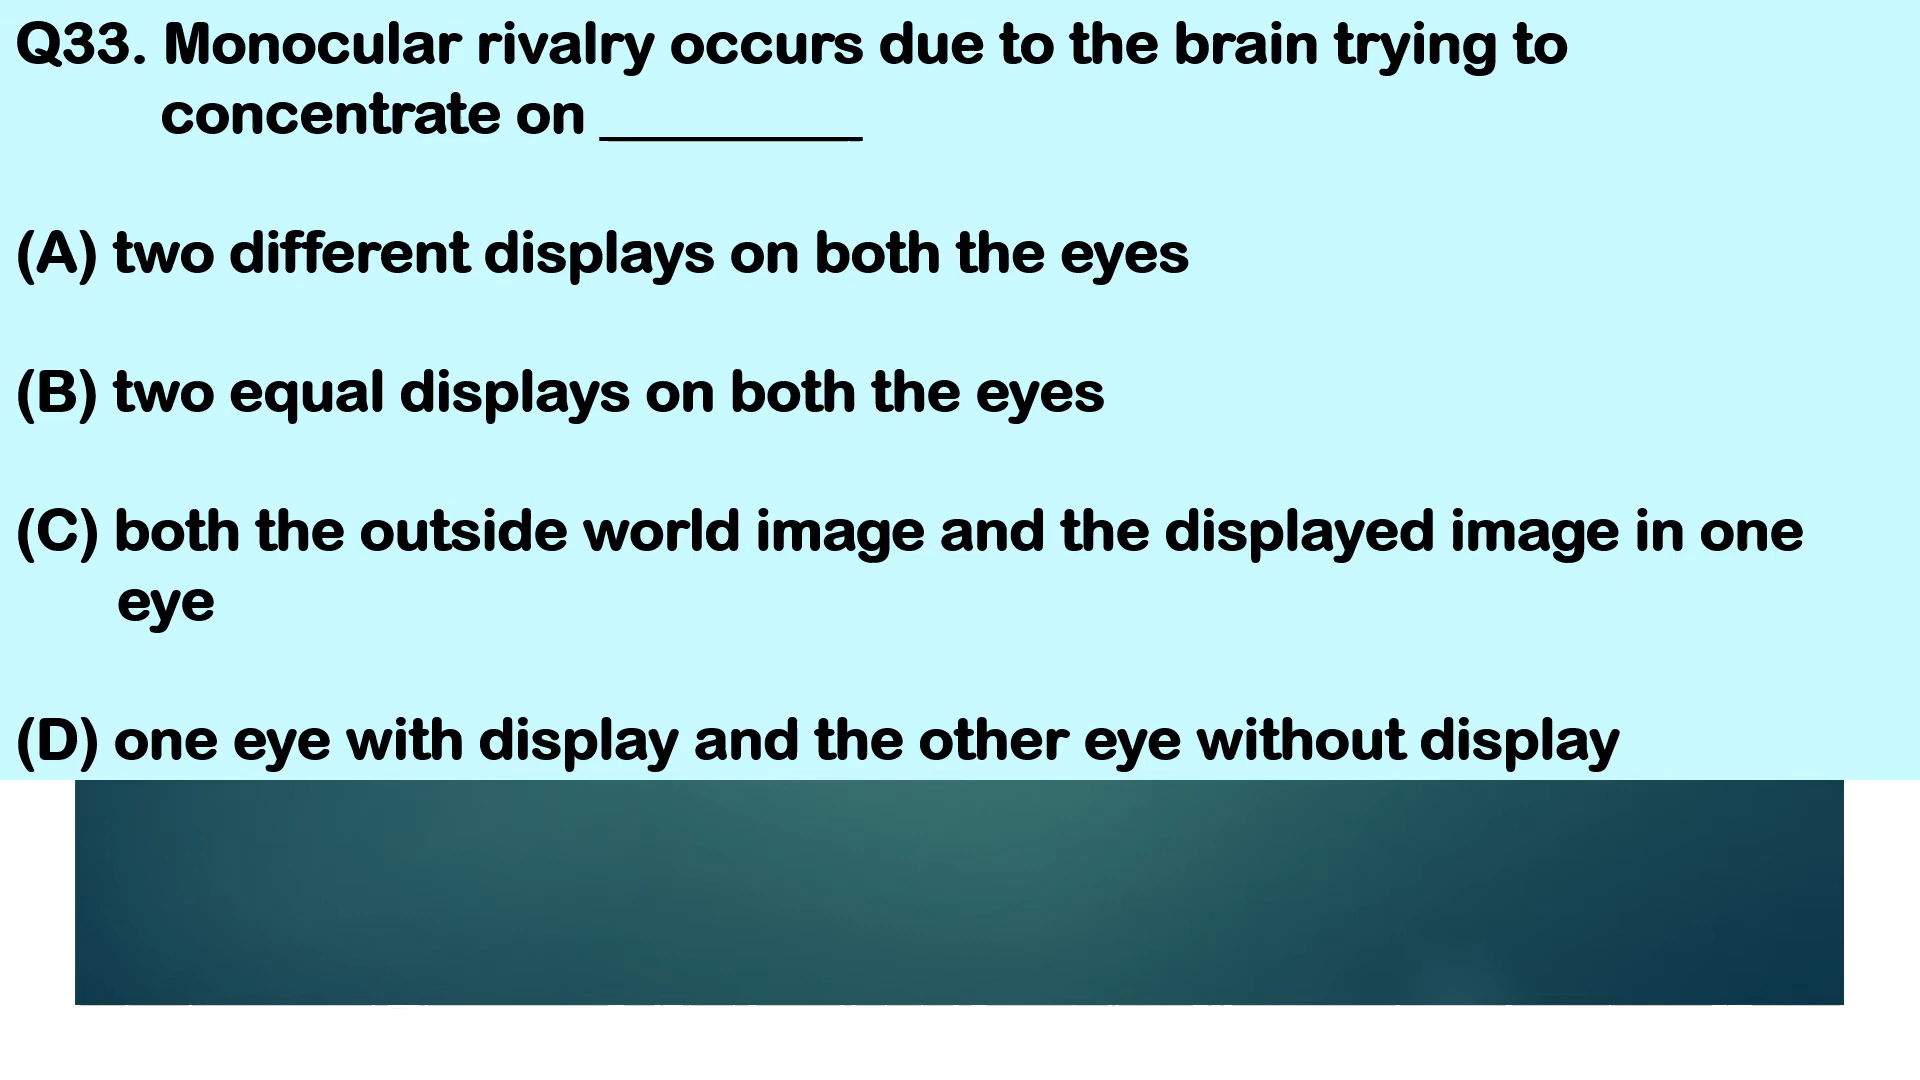 Q33. Monocular rivalry occurs due to the brain trying to
concentrate on _________
(A) two different displays on both the eyes
(B) two equal displays on both the eyes
(C) both the outside world image and the displayed image in one
eye
(D) one eye with display and the other eye without display